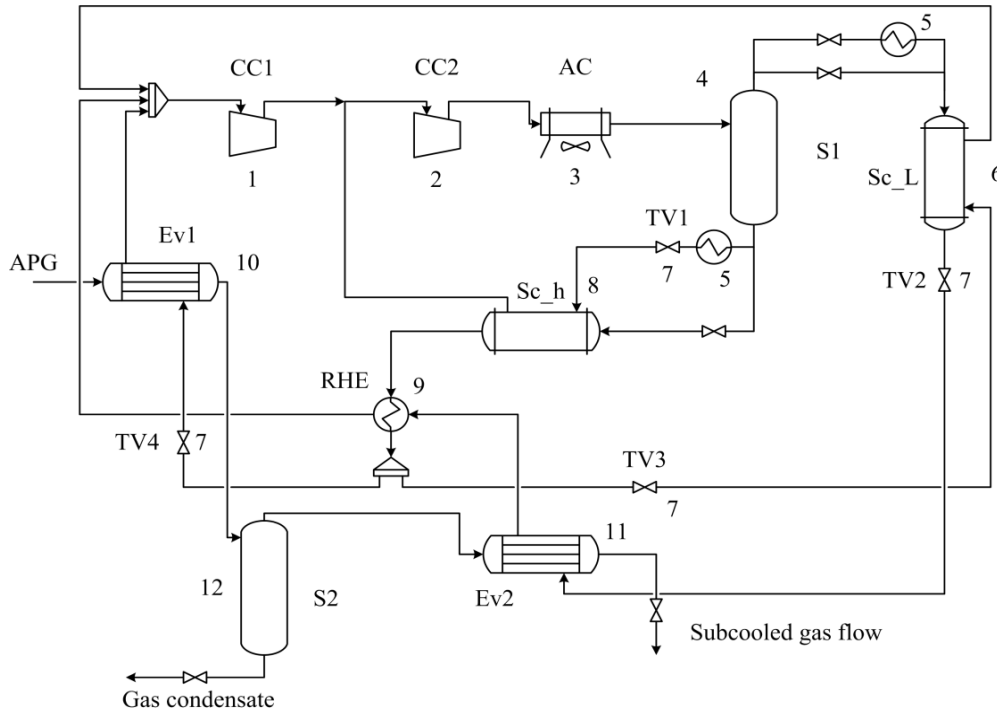 5
CC1
CC2
AC
4
S1
Sc_L
6
1
2
3
Ev1
10
TV1
7
5
TV2
7
APG
Sc_h
8
RHE
9
TV4
7
TV3
7
11
12
S2
Ev2
Subcooled gas flow
Gas condensate